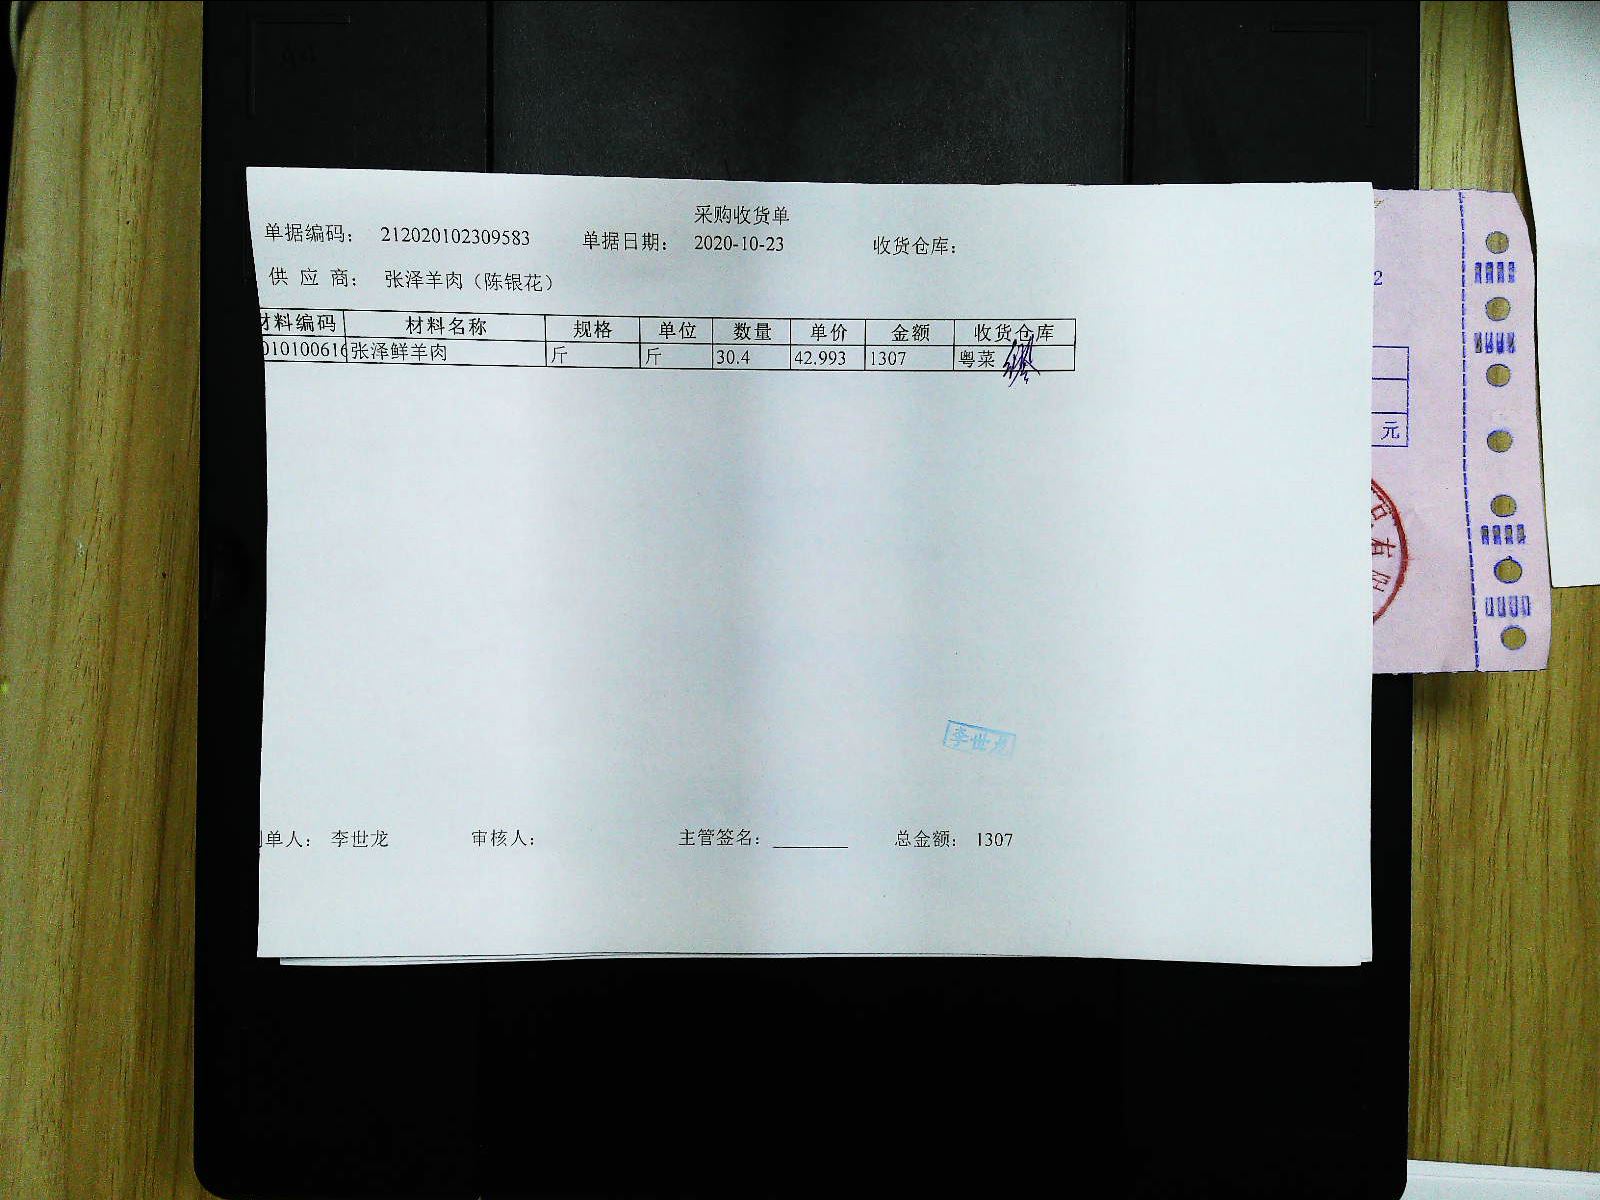 采购收货单
单据编码： 212020102309583 单据日期： 2020-10-23 收货仓库：
供 应 商： 张泽羊肉（陈银花）
材料编码 材料名称 规格 单位 数量 单价 金额 收货仓库
010100616 张泽鲜羊肉 斤 斤 30.4 42.993 1307 粤菜
2
元
李世龙
单人： 李世龙 审核人： 主管签名： 总金额： 1307